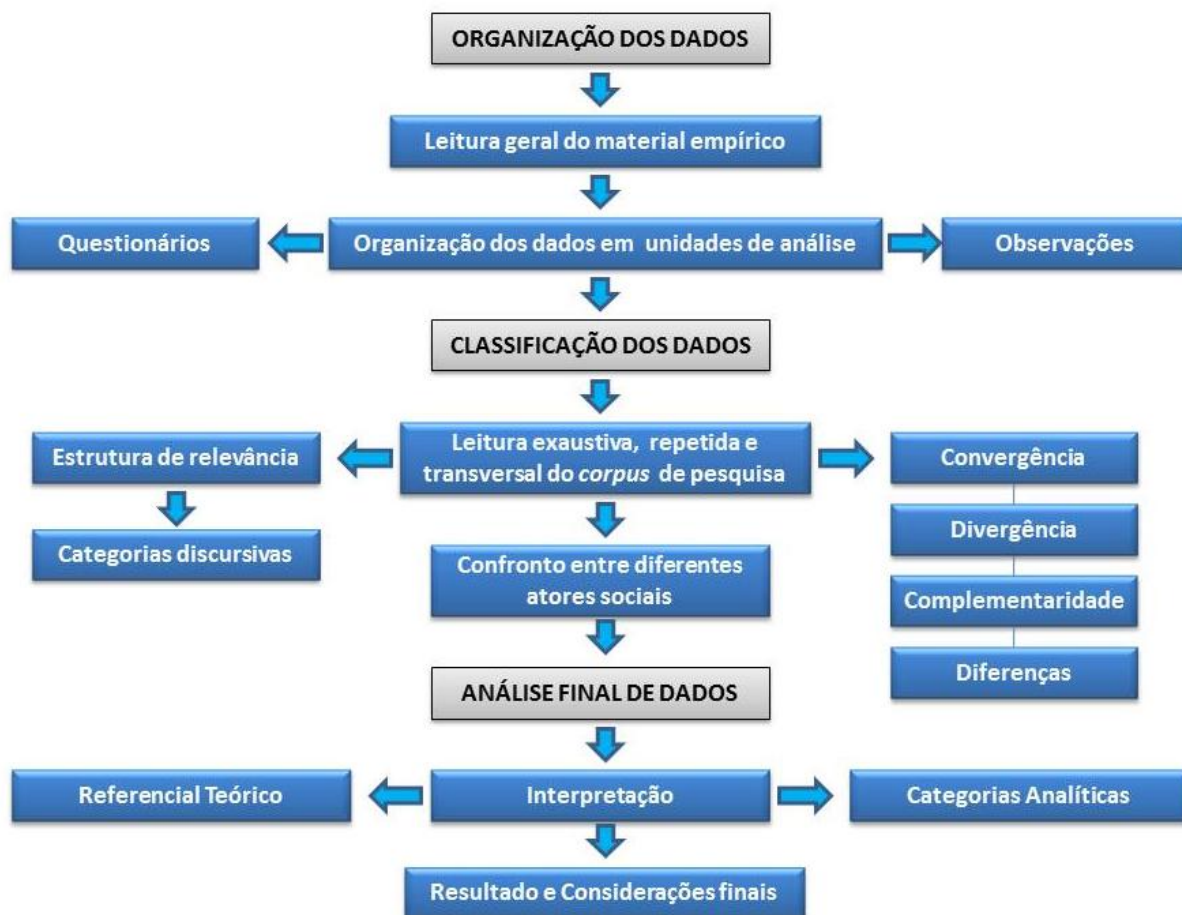 ORGANIZAÇÃO DOS DADOS
Leitura geral do material empírico
Questionários
Organização dos dados em unidades de análise
Observações
CLASSIFICAÇÃO DOS DADOS
Estrutura de relevância
Leitura exaustiva, repetida e
transversal do corpus de pesquisa
Convergência
Categorias discursivas
Divergência
Confronto entre diferentes
atores sociais
Complementaridade
Diferenças
ANÁLISE FINAL DE DADOS
Referencial Teórico
Interpretação
Categorias Analíticas
Resultado e Considerações finais